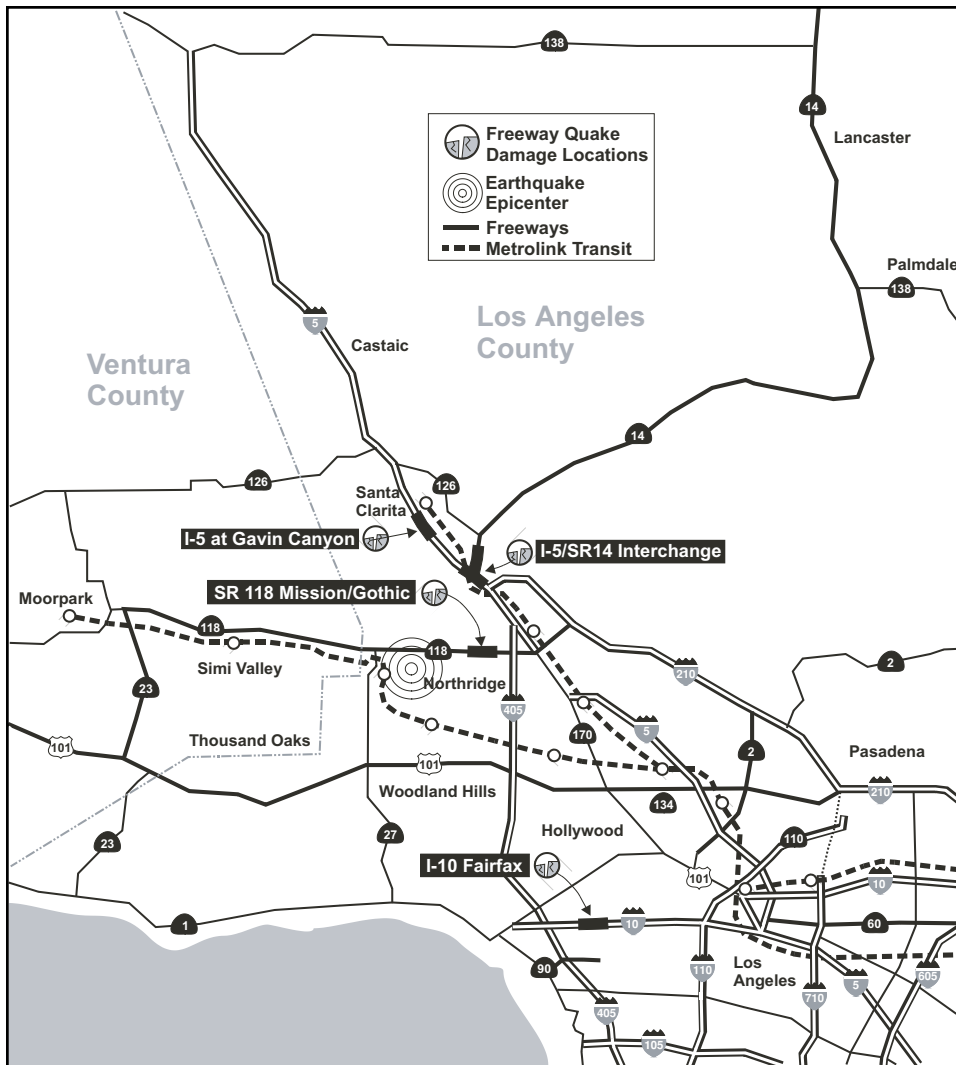 138
14
Lancaster
Freeway Quake
Damage Locations
Earthquake
Epicenter
Freeways
Metrolink Transit
Palmdale
138
5
Castaic
Los Angeles
County
Ventura
County
14
126
126
Santa
Clarita
I-5 at Gavin Canyon
I-5/SR14 Interchange
SR 118 Mission/Gothic
Moorpark
118
118
Simi Valley
Northridge
2
210
23
405
5
170
2
101
Thousand Oaks
101
Pasadena
Woodland Hills
134
210
Hollywood
23
27
110
I-10 Fairfax
101
10
1
10
60
90
110
Los
Angeles
605
405
710
5
105